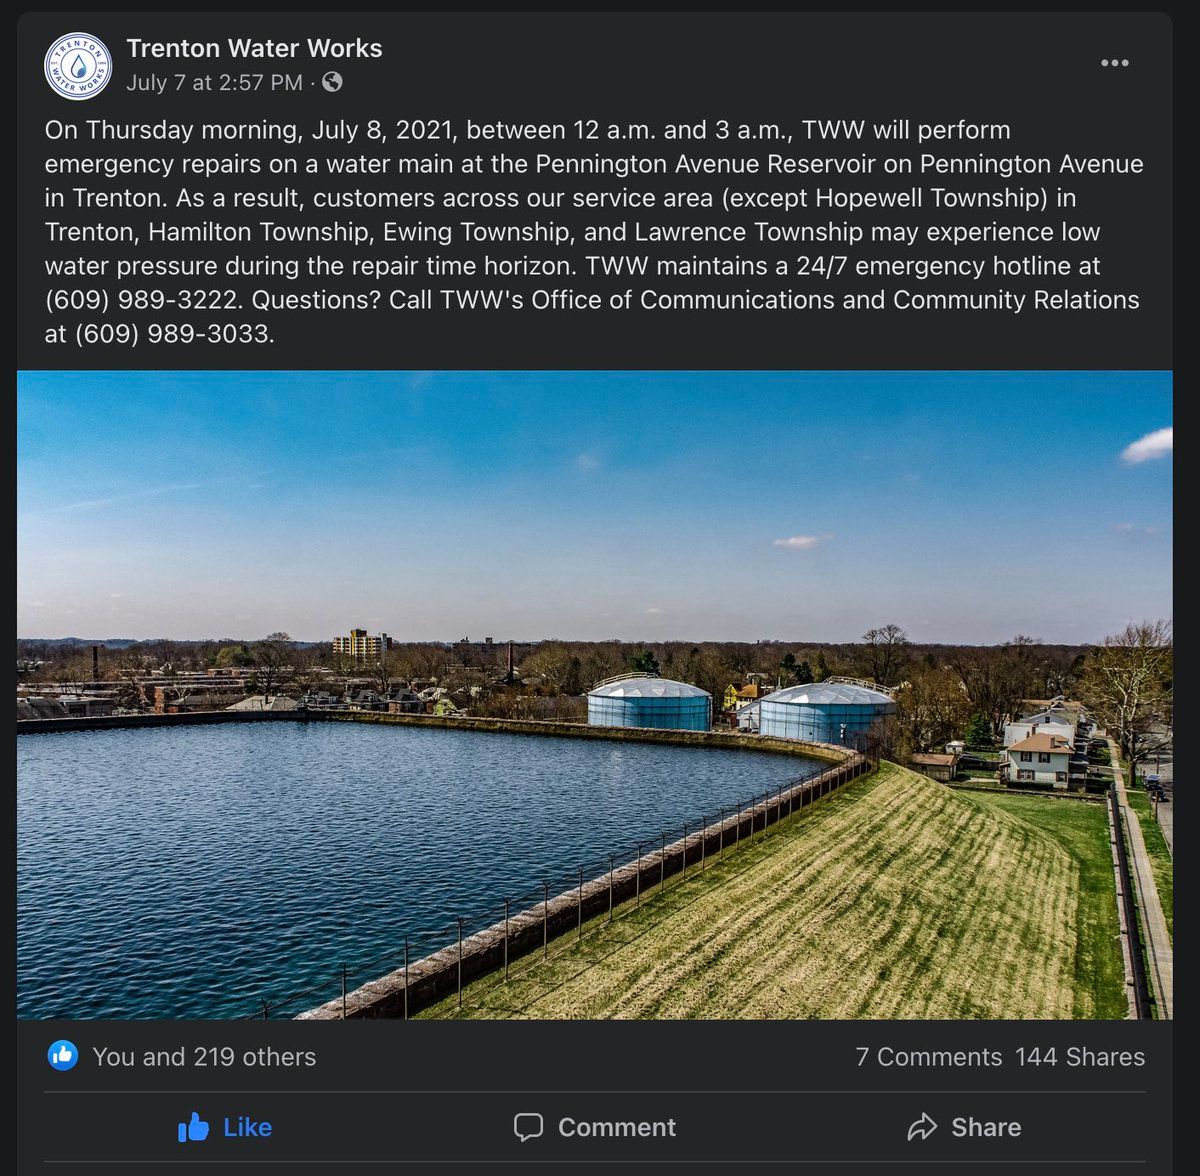 TRENTON
WATER WORKS
Trenton Water Works
July 7 at 2:57 PM ·
On Thursday morning, July 8, 2021, between 12 a.m. and 3 a.m., TWW will perform
emergency repairs on a water main at the Pennington Avenue Reservoir on Pennington Avenue
in Trenton. As a result, customers across our service area (except Hopewell Township) in
Trenton, Hamilton Township, Ewing Township, and Lawrence Township may experience low
water pressure during the repair time horizon. TWW maintains a 24/7 emergency hotline at
(609) 989-3222. Questions? Call TWW's Office of Communications and Community Relations
at (609) 989-3033.
You and 219 others
7 Comments 144 Shares
Like
Comment
Share